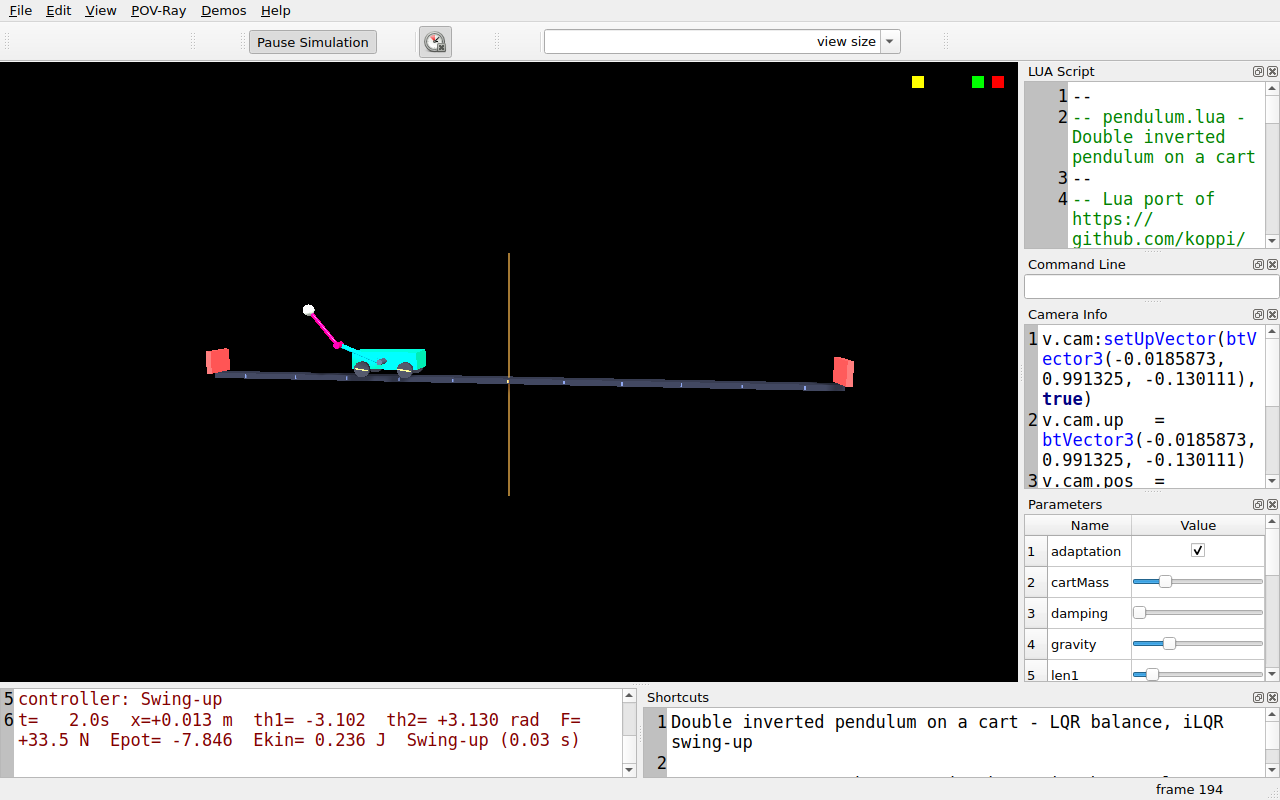 File Edit View POV-Ray Demos Help
Pause Simulation
view size
LUA Script
1 --
2 -- pendulum.lua -
Double inverted
pendulum on a cart
3 --
4 -- Lua port of
https://
github.com/koppi/
Command Line
Camera Info
1 v.cam:setUpVector(btV
ector3(-0.0185873,
0.991325, -0.130111),
true)
2 v.cam.up   =
btVector3(-0.0185873,
0.991325, -0.130111)
3 v.cam.pos  =
Parameters
Name Value
1 adaptation
2 cartMass
3 damping
4 gravity
5 len1
5 controller: Swing-up
6 t=   2.0s  x=+0.013 m  th1= -3.102  th2= +3.130 rad  F=
+33.5 N  Epot= -7.846  Ekin= 0.236 J  Swing-up (0.03 s)
Shortcuts
1 Double inverted pendulum on a cart - LQR balance, iLQR
swing-up
2
frame 194